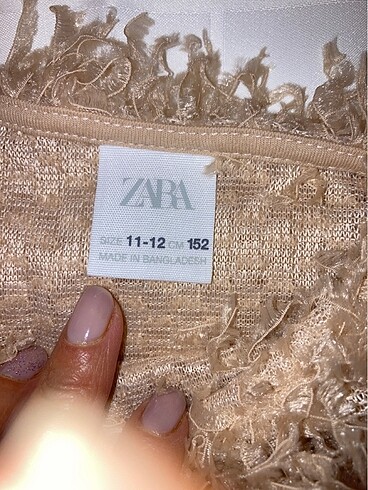 ZARA
SIZE 11-12 CM 152
MADE IN BANGLADESH